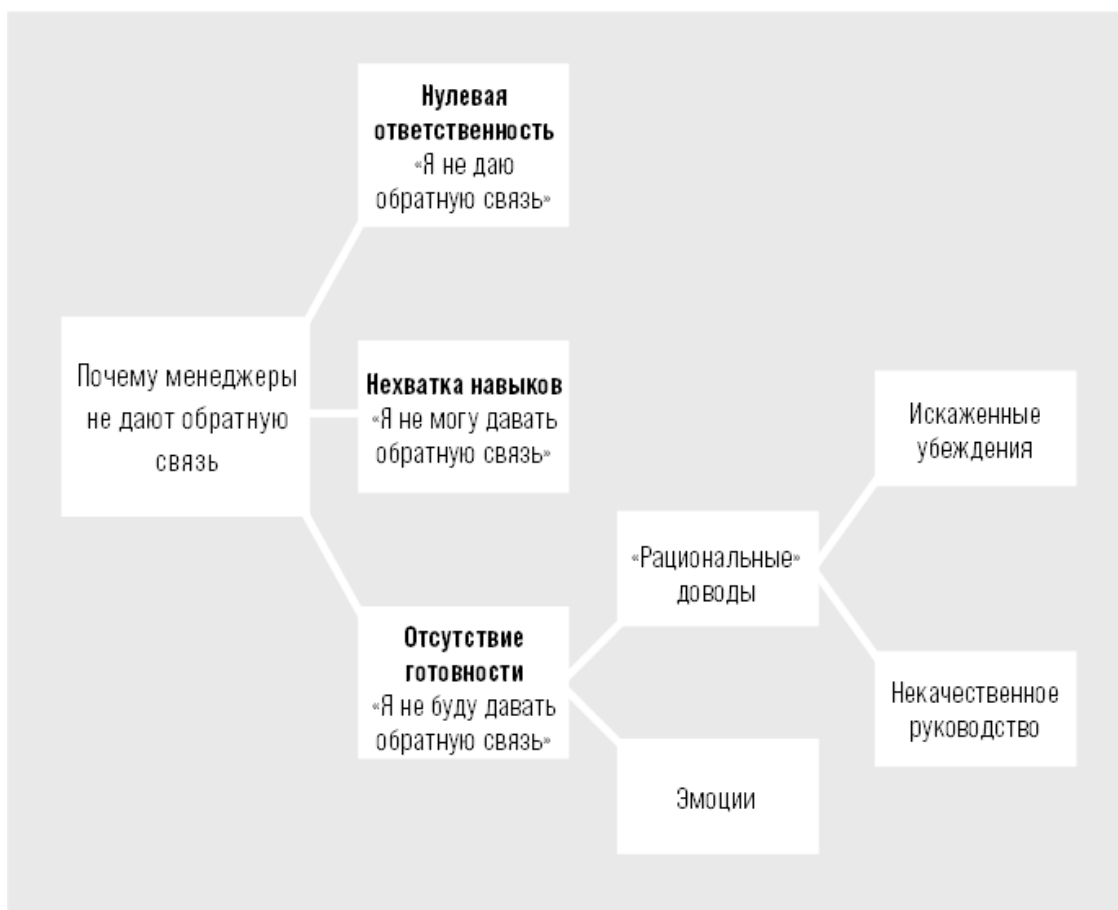 Нулевая
ответственность
«Я не даю
обратную связь»
Почему менеджеры
не дают обратную
связь
Нехватка навыков
«Я не могу давать
обратную связь»
Отсутствие
готовности
«Я не буду давать
обратную связь»
«Рациональные»
доводы
Эмоции
Искаженные
убеждения
Некачественное
руководство